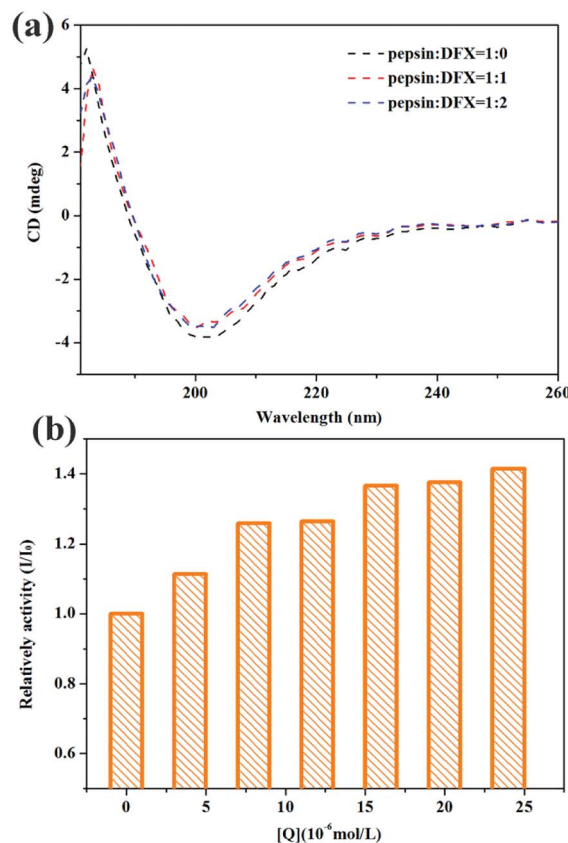 (a)
6
4
2
0
-2
-4
CD (mdeg)
pepsin:DFX=1:0
pepsin:DFX=1:1
pepsin:DFX=1:2
200 220 240 260
Wavelength (nm)
(b)
1.4
1.2
1.0
0.8
0.6
Relatively activity (I/I₀)
0 5 10 15 20 25
[Q](10⁻⁶mol/L)